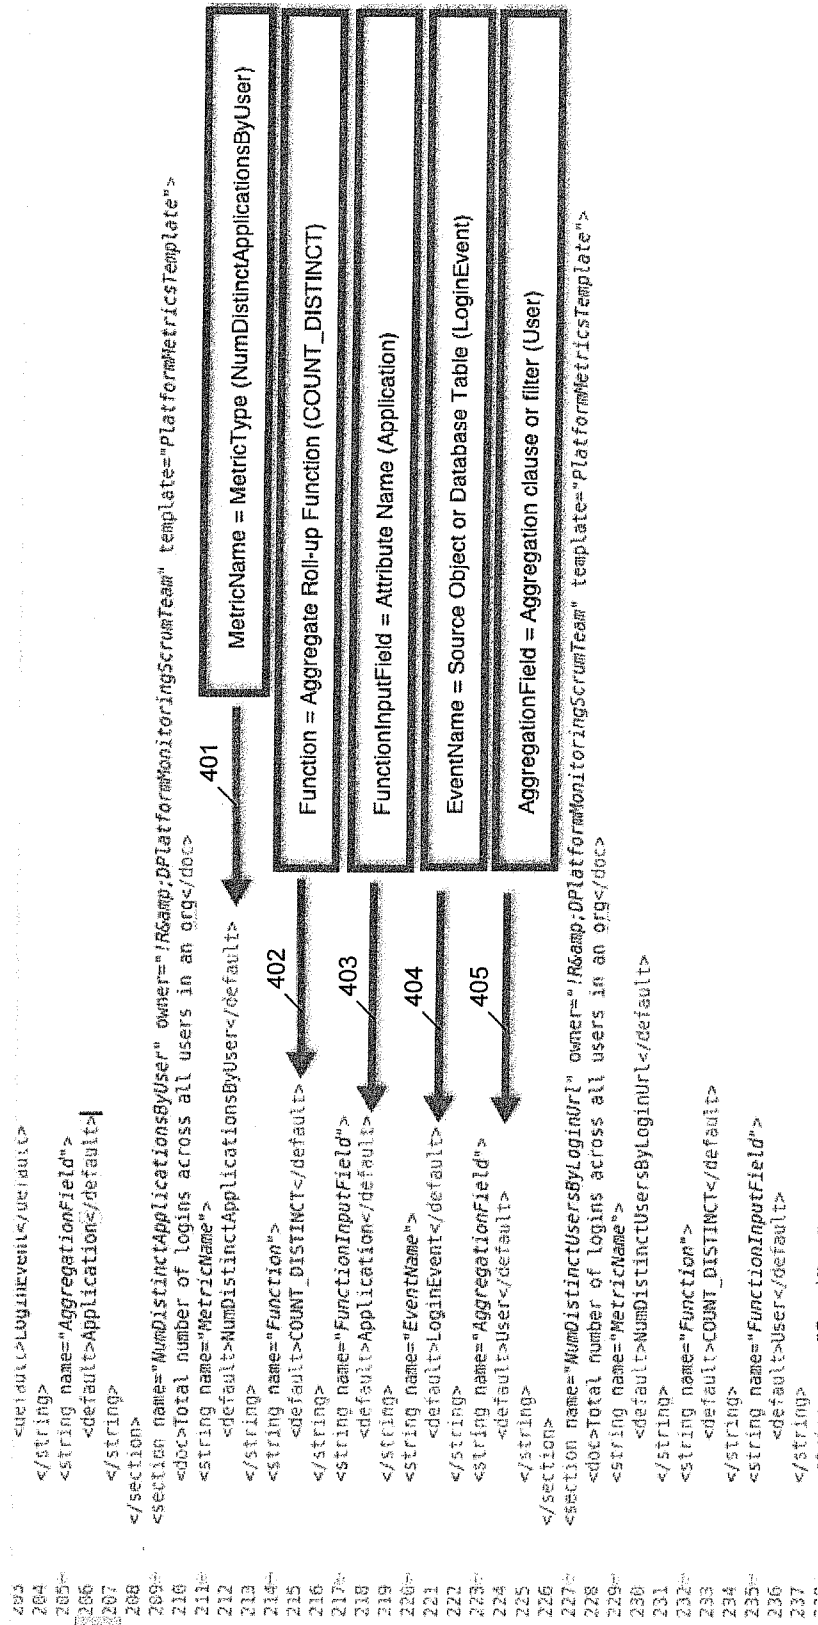 203 <default>LoginEvent</default>
204 </string>
205 <string name="AggregationField">
206 <default>Application</default>
207 </string>
208 </section>
209 <section name="NumDistinctApplicationsByUser" owner="!R&amp;DPlatformMonitoringScrumTeam" template="PlatformMetricsTemplate">
210 <doc>Total number of logins across all users in an org</doc>
211 <string name="MetricName">
212 <default>NumDistinctApplicationsByUser</default>
213 </string>
214 <string name="Function">
215 <default>COUNT_DISTINCT</default>
216 </string>
217 <string name="FunctionInputField">
218 <default>Application</default>
219 </string>
220 <string name="EventName">
221 <default>LoginEvent</default>
222 </string>
223 <string name="AggregationField">
224 <default>User</default>
225 </string>
226 </section>
227 <section name="NumDistinctUsersByLoginUrl" owner="!R&amp;DPlatformMonitoringScrumTeam" template="PlatformMetricsTemplate">
228 <doc>Total number of logins across all users in an org</doc>
229 <string name="MetricName">
230 <default>NumDistinctUsersByLoginUrl</default>
231 </string>
232 <string name="Function">
233 <default>COUNT_DISTINCT</default>
234 </string>
235 <string name="FunctionInputField">
236 <default>User</default>
237 </string>
401
MetricName = MetricType (NumDistinctApplicationsByUser)
402
Function = Aggregate Roll-up Function (COUNT_DISTINCT)
403
FunctionInputField = Attribute Name (Application)
404
EventName = Source Object or Database Table (LoginEvent)
405
AggregationField = Aggregation clause or filter (User)